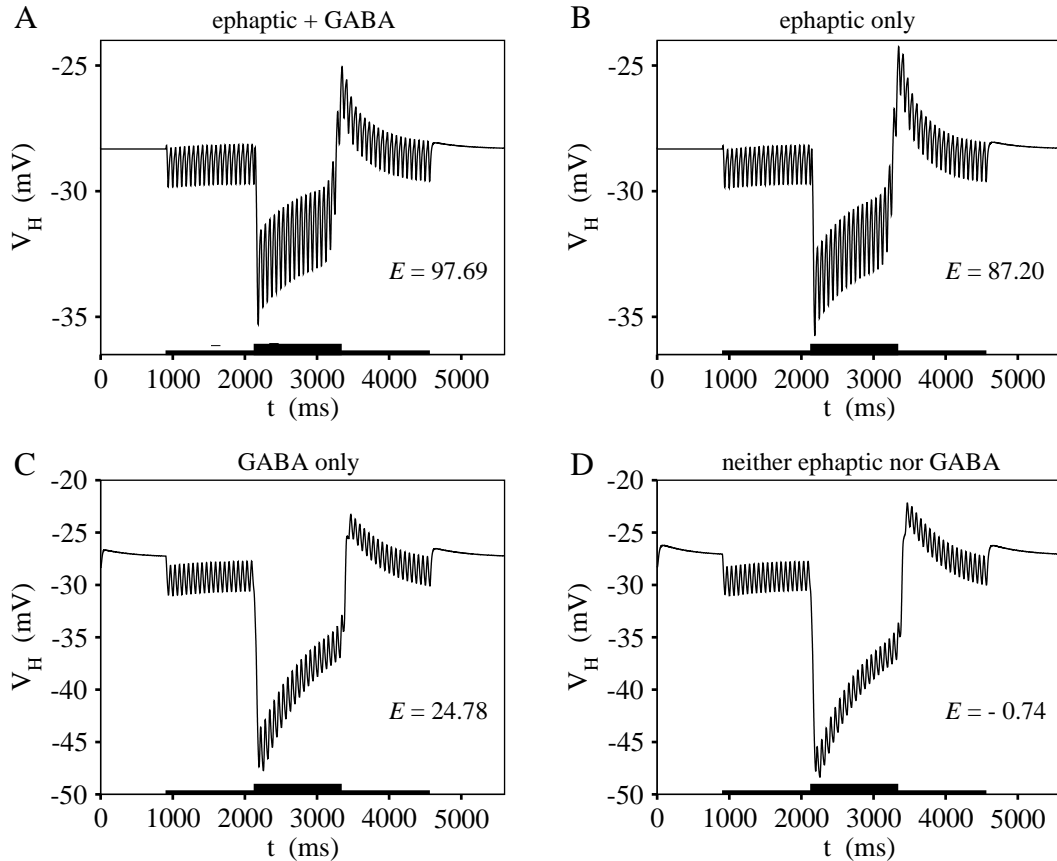 A
ephaptic + GABA
-25
-30
-35
V_H (mV)
E = 97.69
0 1000 2000 3000 4000 5000
t (ms)
B
ephaptic only
-25
-30
-35
V_H (mV)
E = 87.20
0 1000 2000 3000 4000 5000
t (ms)
C
GABA only
-20
-25
-30
-35
-40
-45
-50
V_H (mV)
E = 24.78
0 1000 2000 3000 4000 5000
t (ms)
D
neither ephaptic nor GABA
-20
-25
-30
-35
-40
-45
-50
V_H (mV)
E = - 0.74
0 1000 2000 3000 4000 5000
t (ms)